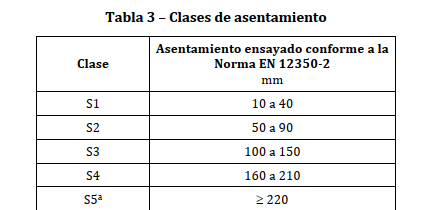 Tabla 3 – Clases de asentamiento
Clase
Asentamiento ensayado conforme a la
Norma EN 12350-2
mm
S1 10 a 40
S2 50 a 90
S3 100 a 150
S4 160 a 210
S5ª ≥ 220